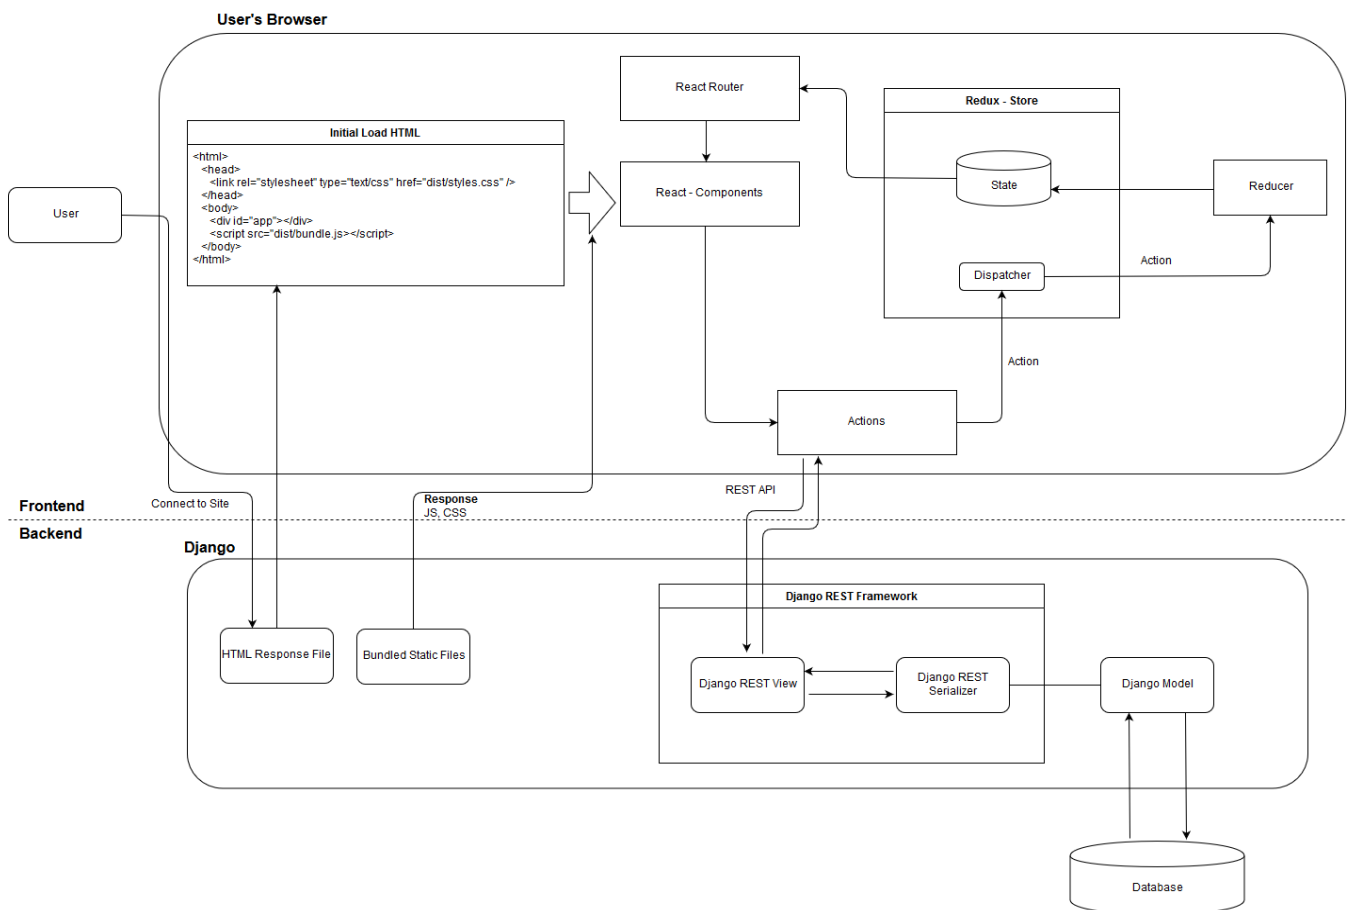 User's Browser
React Router
Redux - Store
Initial Load HTML
<html>
<head>
<link rel="stylesheet" type="text/css" href="dist/styles.css" />
</head>
<body>
<div id="app"></div>
<script src="dist/bundle.js></script>
</body>
</html>
React - Components
State
Reducer
User
Dispatcher
Action
Action
Actions
REST API
Response
JS, CSS
Connect to Site
Frontend
Backend
Django
Django REST Framework
HTML Response File
Bundled Static Files
Django REST View
Django REST
Serializer
Django Model
Database